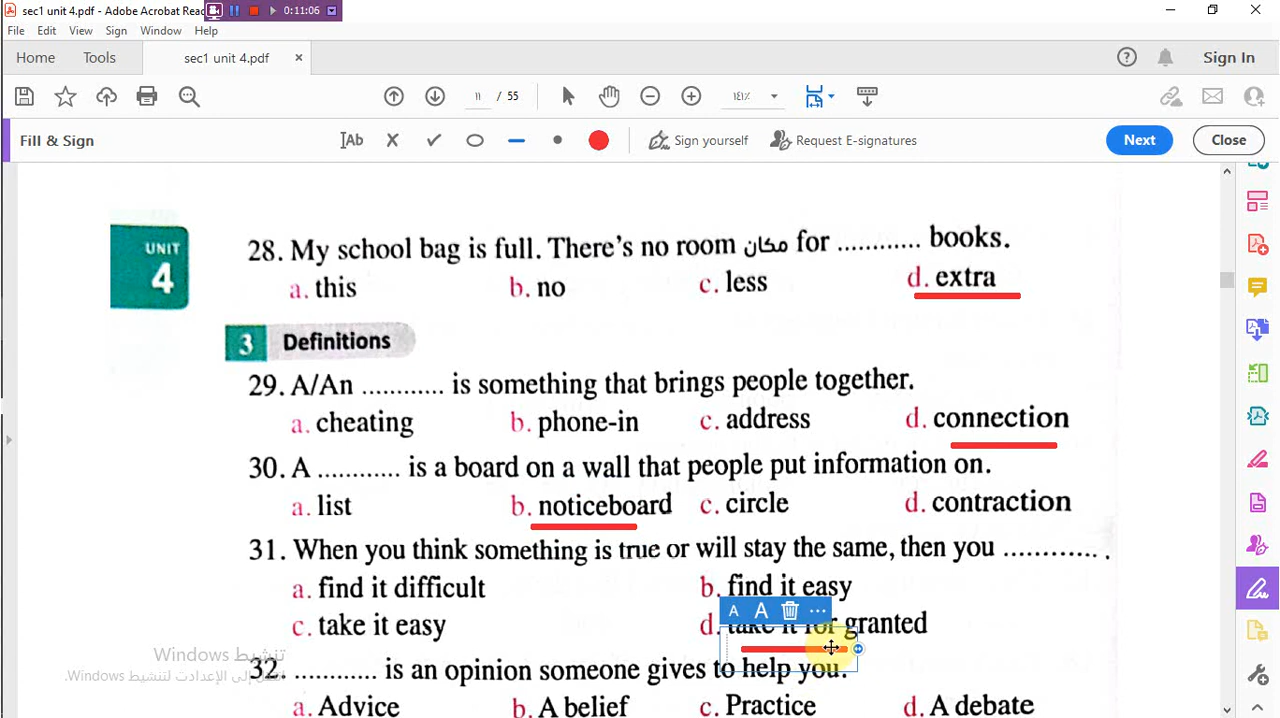 sec1 unit 4.pdf - Adobe Acrobat Rea
0:11:06
File Edit View Sign Window Help
Home Tools sec1 unit 4.pdf × Sign In
١١ / 55 ١٤١٪
Fill & Sign Ab Sign yourself Request E-signatures Next Close
UNIT
4
28. My school bag is full. There's no room مكان for ............ books.
a. this b. no c. less d. extra
3 Definitions
29. A/An ............ is something that brings people together.
a. cheating b. phone-in c. address d. connection
30. A ............ is a board on a wall that people put information on.
a. list b. noticeboard c. circle d. contraction
31. When you think something is true or will stay the same, then you ............. .
a. find it difficult b. find it easy
A A ...
c. take it easy d. take it for granted
تنشيط Windows
انتقل إلى الإعدادات لتنشيط Windows.
32. ............ is an opinion someone gives to help you.
a. Advice b. A belief c. Practice d. A debate